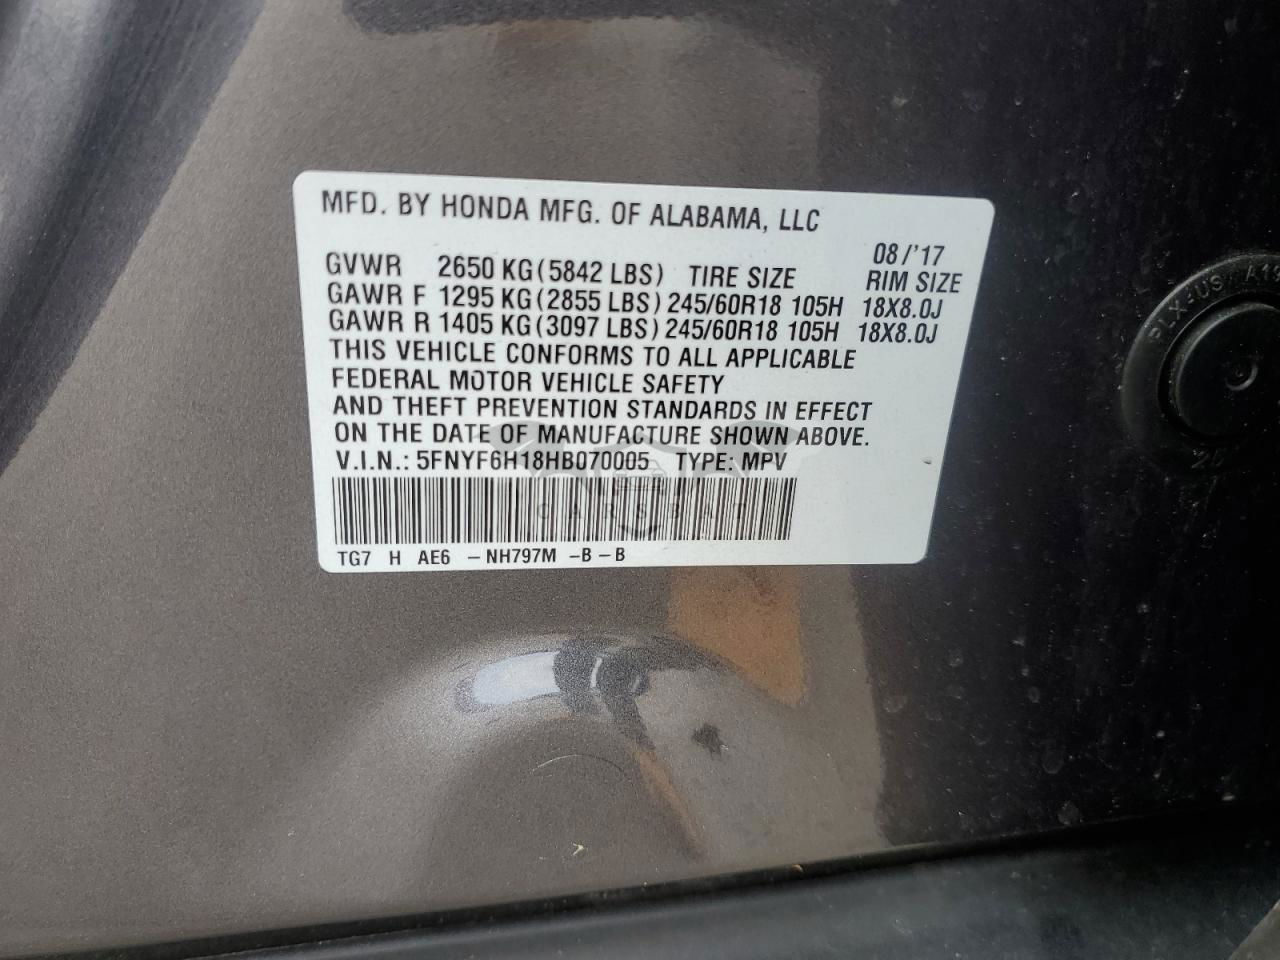 MFD. BY HONDA MFG. OF ALABAMA, LLC
08/'17
GVWR 2650 KG (5842 LBS) TIRE SIZE RIM SIZE
GAWR F 1295 KG (2855 LBS) 245/60R18 105H 18X8.0J
GAWR R 1405 KG (3097 LBS) 245/60R18 105H 18X8.0J
THIS VEHICLE CONFORMS TO ALL APPLICABLE
FEDERAL MOTOR VEHICLE SAFETY
AND THEFT PREVENTION STANDARDS IN EFFECT
ON THE DATE OF MANUFACTURE SHOWN ABOVE.
V.I.N.: 5FNYF6H18HB070005 TYPE: MPV
CARSBAT
TG7 H AE6 -NH797M -B-B
PLX-US